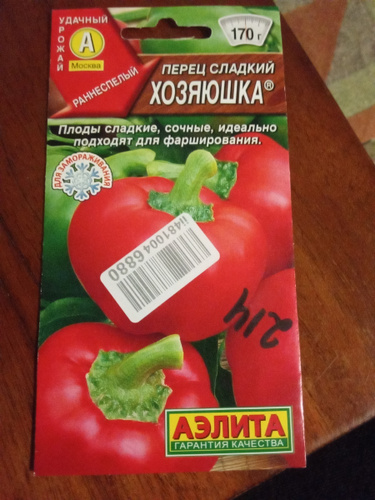 УДАЧНЫЙ
УРОЖАЙ
А
Москва
РАННЕСПЕЛЫЙ
170 г
ПЕРЕЦ СЛАДКИЙ
ХОЗЯЮШКА®
Плоды сладкие, сочные, идеально
подходят для фарширования.
ДЛЯ ЗАМОРАЖИВАНИЯ
ii4810046880
214
АЭЛИТА
ГАРАНТИЯ КАЧЕСТВА